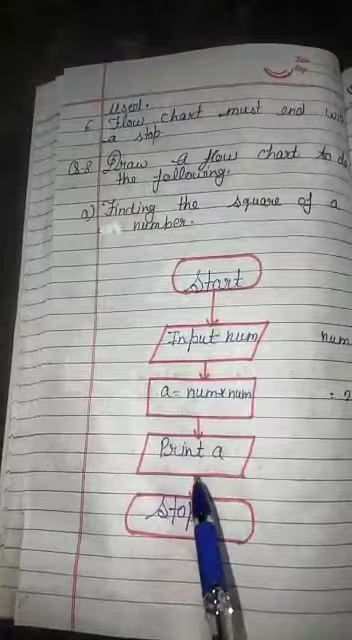 used.
6. Flow chart must end with
a stop.
Q.8 Draw a flow chart to do
the following.
a) Finding the square of a
number.
Start
Input num
num
a = num × num
Print a
Stop